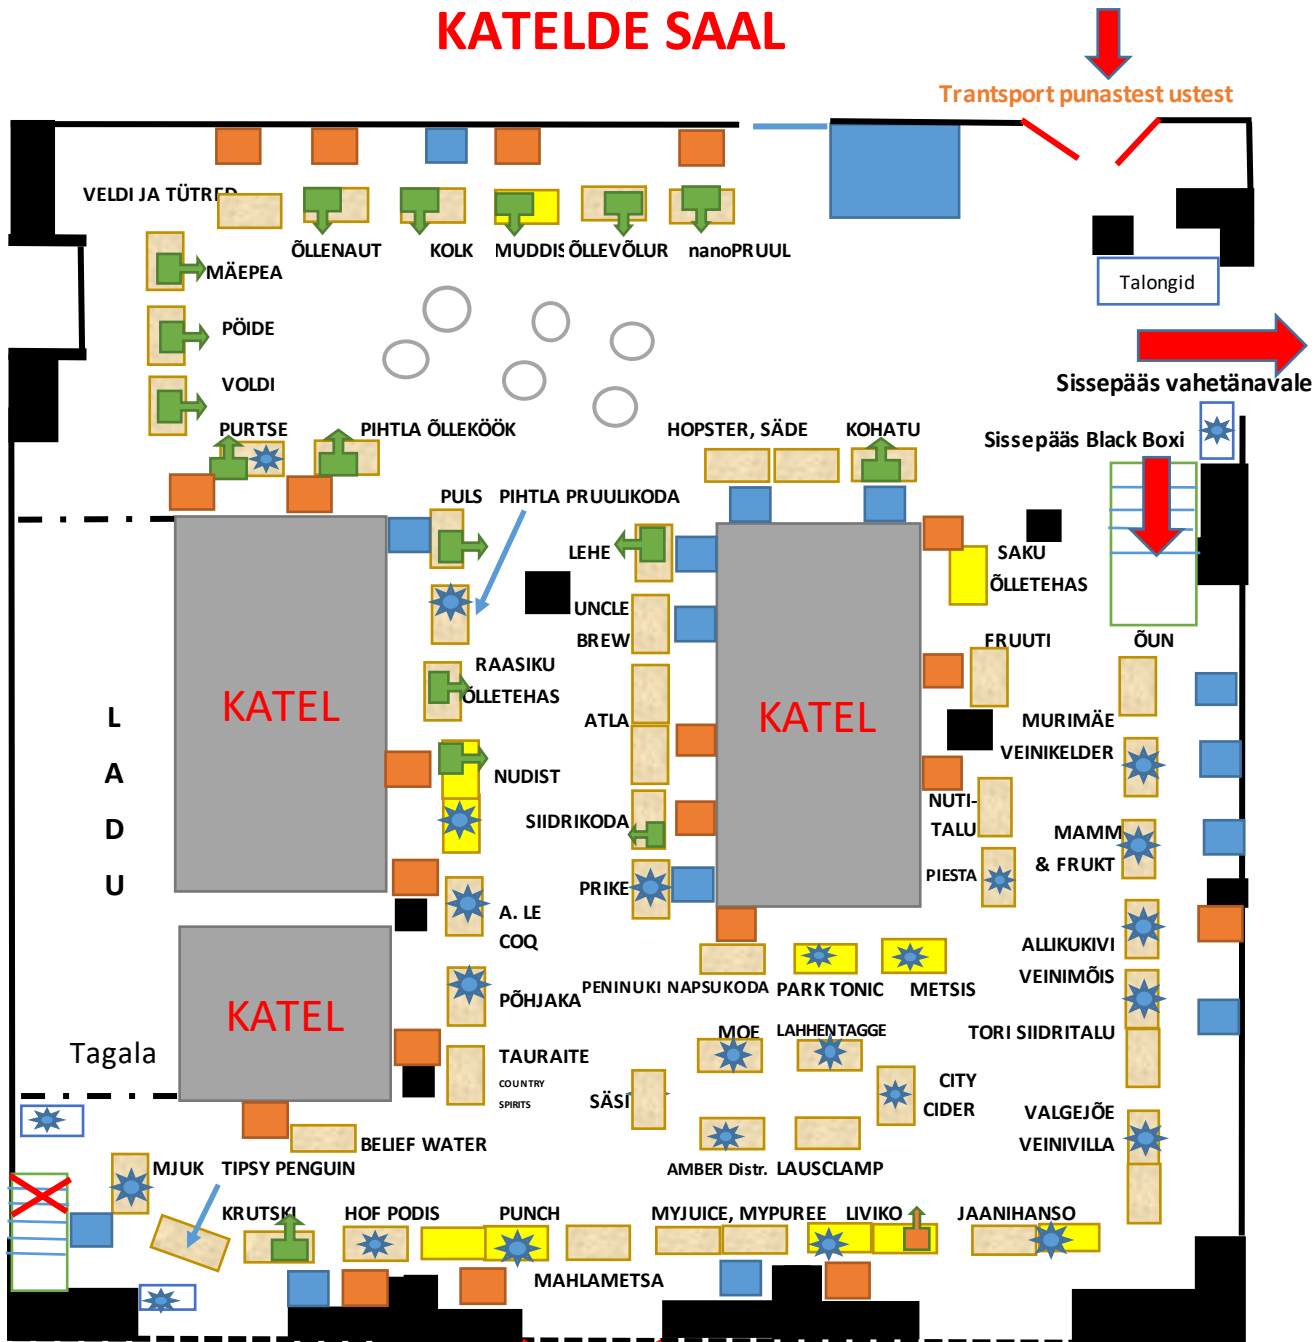 KATELDE SAAL
Trantsport punastest ustest
VELDI JA TÜTRED
ÕLLENAUT
KOLK
MUDDIS
ÕLLEVÕLUR
nanoPRUUL
MÄEPEA
Talongid
PÖIDE
VOLDI
Sissepääs vahetänavale
PURTSE
PIHTLA ÕLLEKÖÖK
HOPSTER, SÄDE
KOHATU
Sissepääs Black Boxi
PULS
PIHTLA PRUULIKODA
LEHE
SAKU
ÕLLETEHAS
UNCLE
BREW
FRUUTI
ÕUN
RAASIKU
ÕLLETEHAS
KATEL
KATEL
ATLA
MURIMÄE
VEINIKELDER
L
A
D
U
NUDIST
SIIDRIKODA
NUTI-
TALU
MAMM
& FRUKT
PRIKE
PIESTA
A. LE
COQ
ALLIKUKIVI
VEINIMÕIS
PENINUKI NAPSUKODA
PARK TONIC
METSIS
PÕHJAKA
KATEL
Tagala
MOE
LAHHENTAGGE
TORI SIIDRITALU
TAURAITE
COUNTRY
SPIRITS
SÄSI
CITY
CIDER
VALGEJÕE
VEINIVILLA
BELIEF WATER
AMBER Distr.
LAUSCLAMP
MJUK
TIPSY PENGUIN
KRUTSKI
HOF PODIS
PUNCH
MYJUICE, MYPUREE
LIVIKO
JAANIHANSO
MAHLAMETSA